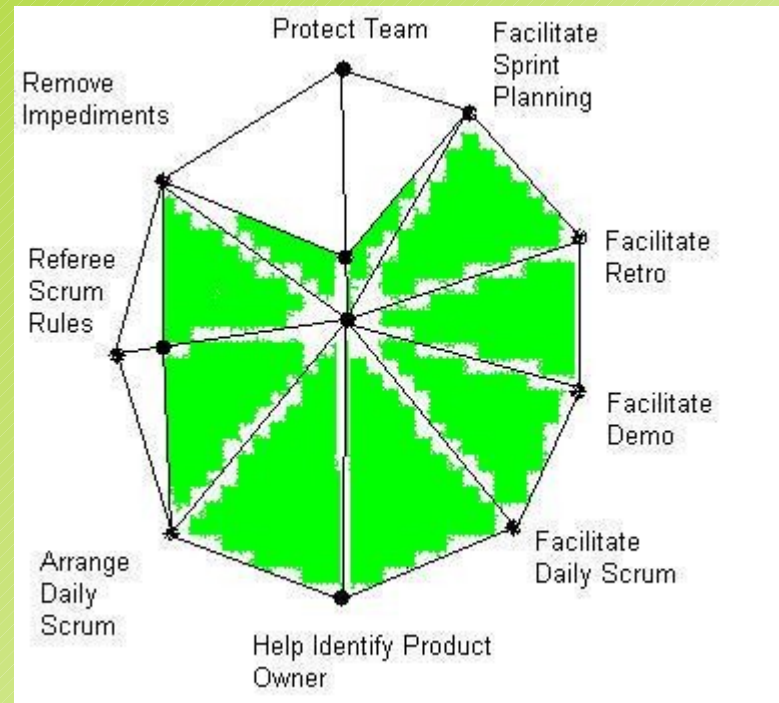 Protect Team
Facilitate
Sprint
Planning
Remove
Impediments
Facilitate
Retro
Referee
Scrum
Rules
Facilitate
Demo
Facilitate
Daily Scrum
Arrange
Daily
Scrum
Help Identify Product
Owner